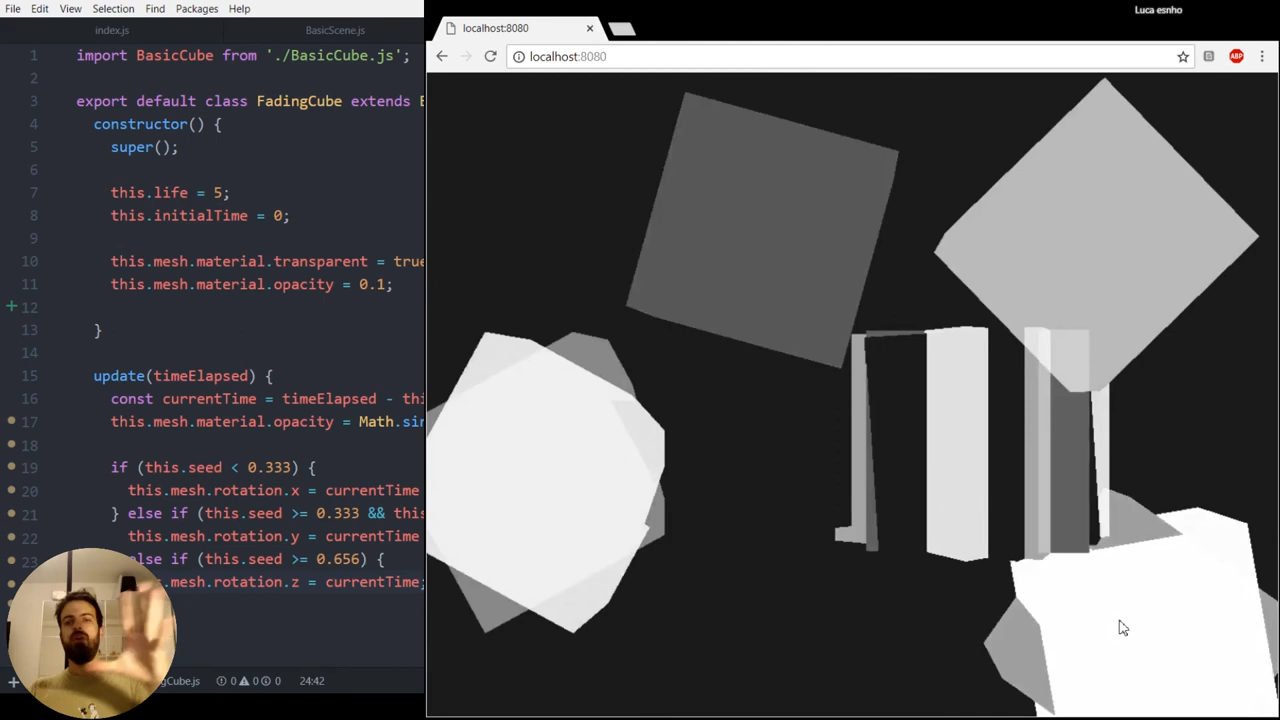 File Edit View Selection Find Packages Help
Luca esnho
index.js
BasicScene.js
localhost:8080
localhost:8080
ABP
1 import BasicCube from './BasicCube.js';
2
3 export default class FadingCube extends
4 constructor() {
5 super();
6
7 this.life = 5;
8 this.initialTime = 0;
9
10 this.mesh.material.transparent = true
11 this.mesh.material.opacity = 0.1;
12
13 }
14
15 update(timeElapsed) {
16 const currentTime = timeElapsed - thi
17 this.mesh.material.opacity = Math.sin
18
19 if (this.seed < 0.333) {
20 this.mesh.rotation.x = currentTime
21 } else if (this.seed >= 0.333 && this
22 this.mesh.rotation.y = currentTime
23 else if (this.seed >= 0.656) {
.mesh.rotation.z = currentTime;
gCube.js 0 0 0 24:42